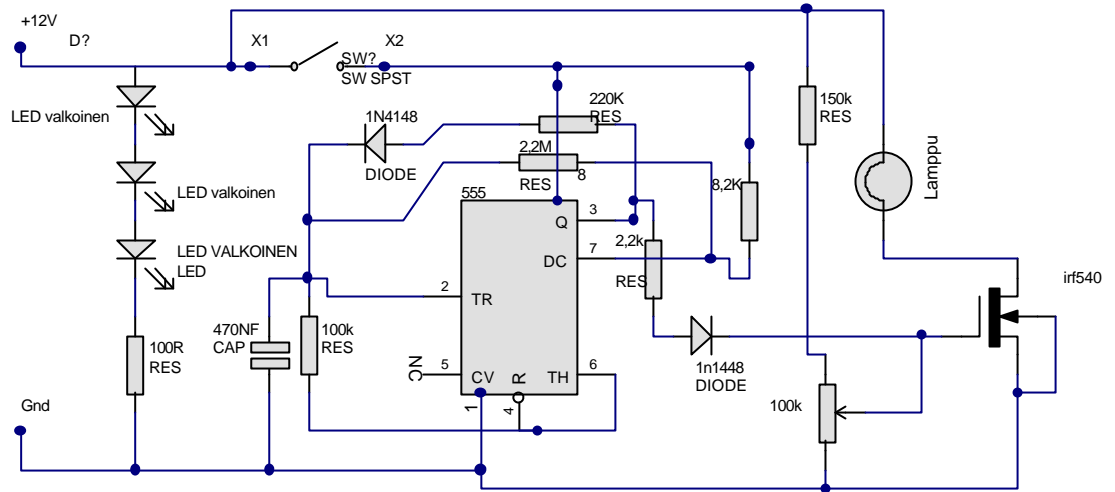 +12V
D?
X1
X2
SW?
SW SPST
LED valkoinen
1N4148
DIODE
220K
RES
150k
RES
2,2M
RES
8
8,2K
Lamppu
LED valkoinen
555
Q
3
2,2k
RES
DC
7
LED VALKOINEN
LED
irf540
2
TR
470NF
CAP
100k
RES
100R
RES
NC
5
CV
R
TH
6
1
4
1n1448
DIODE
100k
Gnd